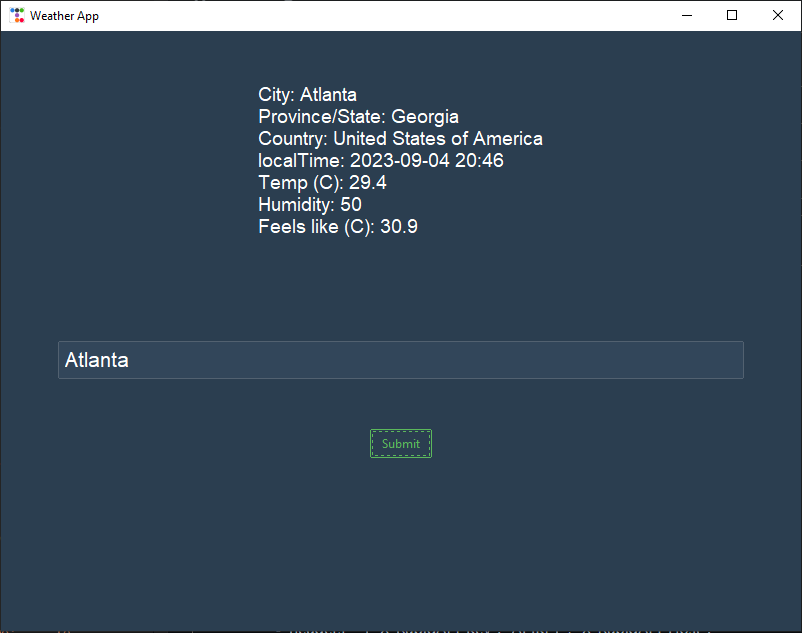 Weather App
City: Atlanta
Province/State: Georgia
Country: United States of America
localTime: 2023-09-04 20:46
Temp (C): 29.4
Humidity: 50
Feels like (C): 30.9
Atlanta
Submit